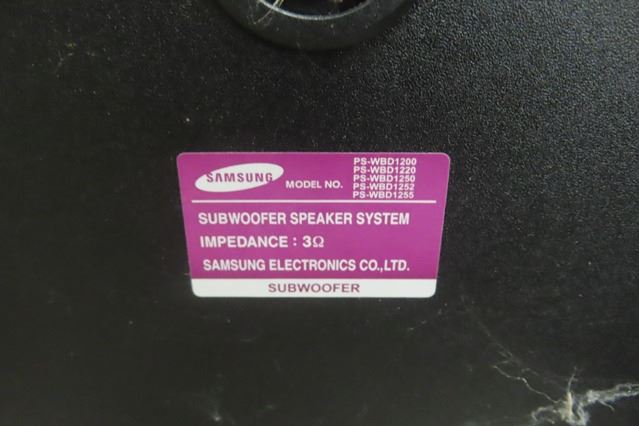 SAMSUNG
MODEL NO.
PS-WBD1200
PS-WBD1220
PS-WBD1250
PS-WBD1252
PS-WBD1255
SUBWOOFER SPEAKER SYSTEM
IMPEDANCE : 3Ω
SAMSUNG ELECTRONICS CO.,LTD.
SUBWOOFER